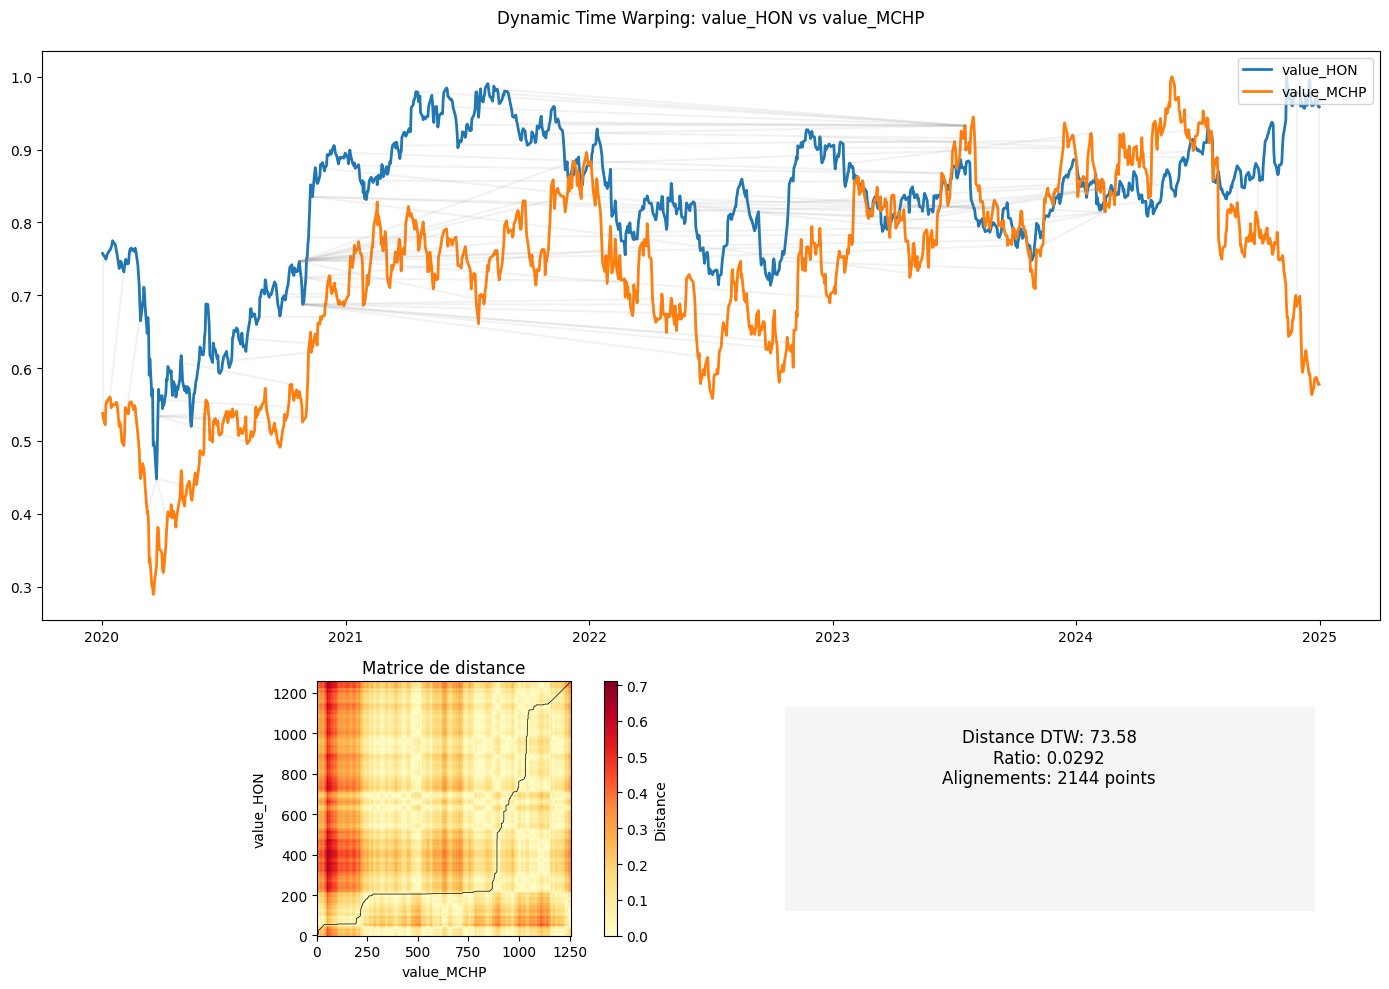 Dynamic Time Warping: value_HON vs value_MCHP
1.0
0.9
0.8
0.7
0.6
0.5
0.4
0.3
value_HON
value_MCHP
2020 2021 2022 2023 2024 2025
Matrice de distance
1200
1000
800
600
400
200
0
value_HON
0 250 500 750 1000 1250
value_MCHP
0.7
0.6
0.5
0.4
0.3
0.2
0.1
0.0
Distance
Distance DTW: 73.58
Ratio: 0.0292
Alignements: 2144 points